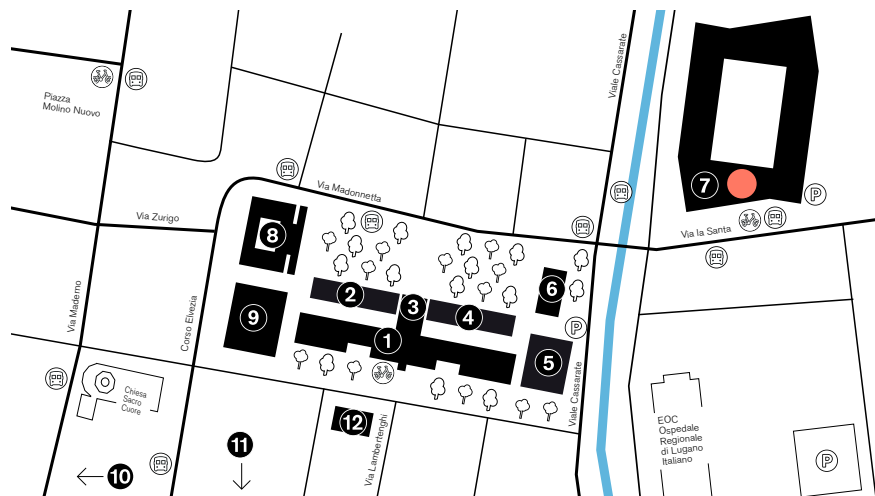 Piazza
Molino Nuovo
Viale Cassarate
7
P
Via Madonnetta
Via Zurigo
Via la Santa
8
6
2
3
4
9
1
P
5
Via Maderno
Corso Elvezia
Viale Cassarate
Chiesa
Sacro
Cuore
12
Via Lambertenghi
EOC
Ospedale
Regionale
di Lugano
Italiano
11
10
P